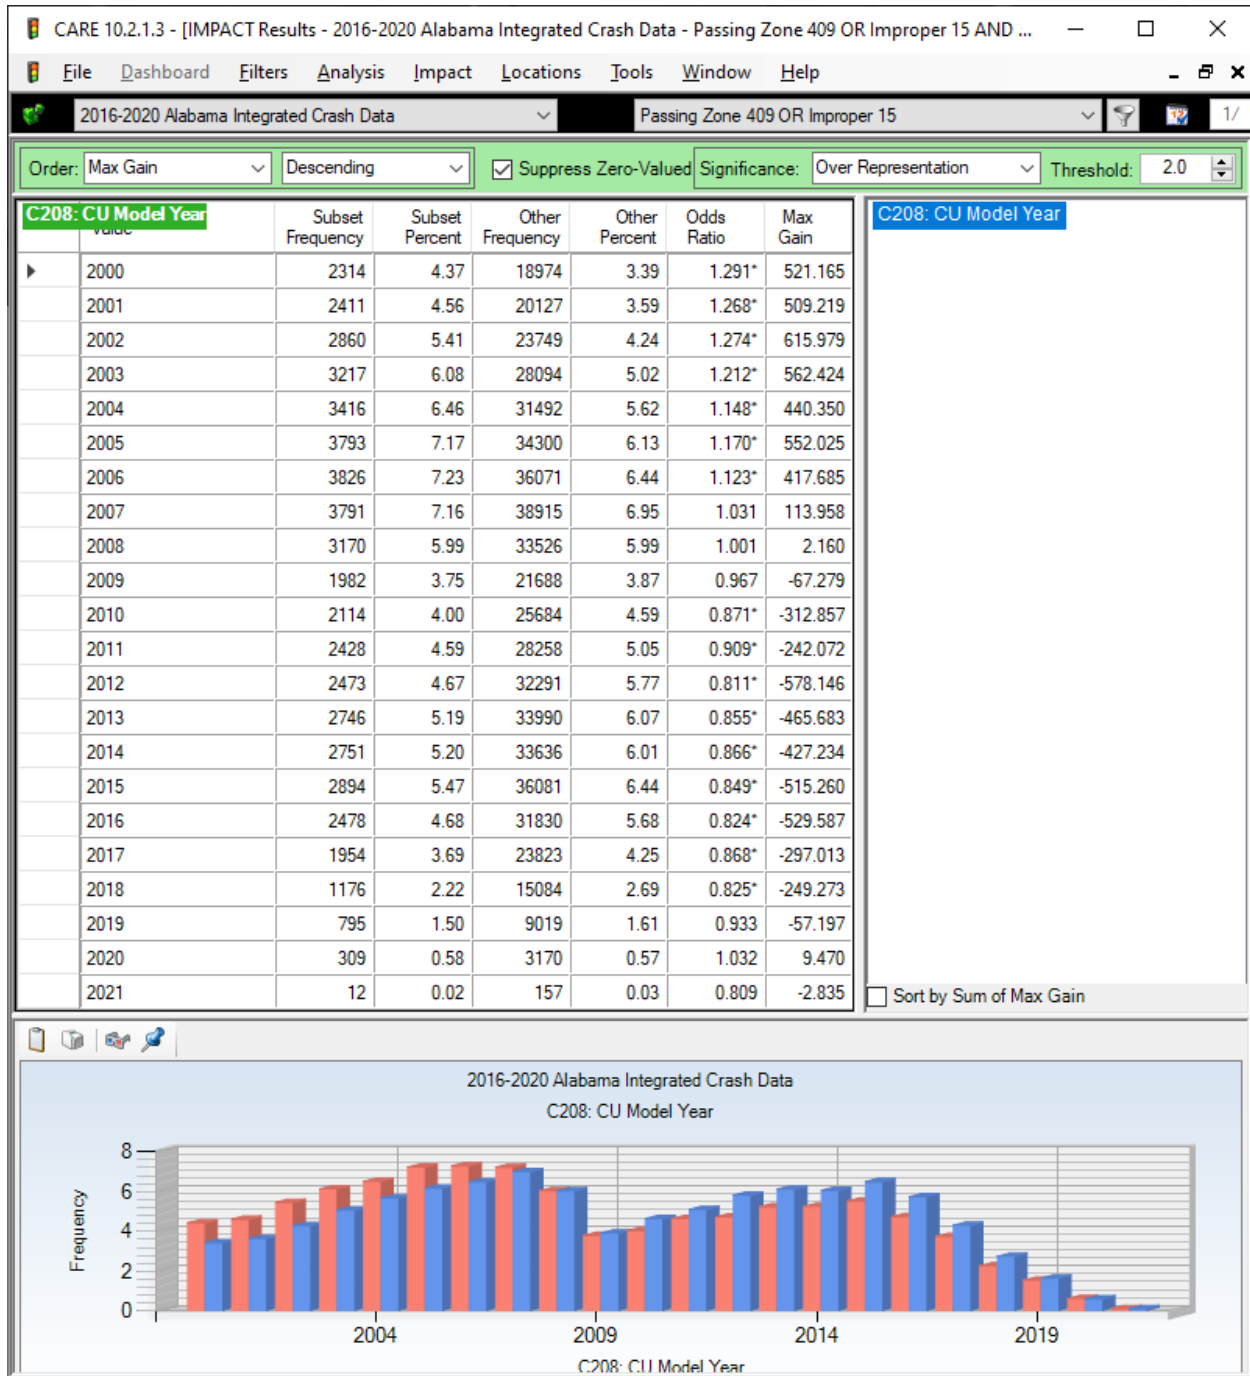 CARE 10.2.1.3 - [IMPACT Results - 2016-2020 Alabama Integrated Crash Data - Passing Zone 409 OR Improper 15 AND ...
File Dashboard Filters Analysis Impact Locations Tools Window Help
2016-2020 Alabama Integrated Crash Data Passing Zone 409 OR Improper 15 1/
Order: Max Gain Descending Suppress Zero-Valued Significance: Over Representation Threshold: 2.0
C208: CU Model Year Subset Frequency Subset Percent Other Frequency Other Percent Odds Ratio Max Gain C208: CU Model Year
2000 2314 4.37 18974 3.39 1.291* 521.165
2001 2411 4.56 20127 3.59 1.268* 509.219
2002 2860 5.41 23749 4.24 1.274* 615.979
2003 3217 6.08 28094 5.02 1.212* 562.424
2004 3416 6.46 31492 5.62 1.148* 440.350
2005 3793 7.17 34300 6.13 1.170* 552.025
2006 3826 7.23 36071 6.44 1.123* 417.685
2007 3791 7.16 38915 6.95 1.031 113.958
2008 3170 5.99 33526 5.99 1.001 2.160
2009 1982 3.75 21688 3.87 0.967 -67.279
2010 2114 4.00 25684 4.59 0.871* -312.857
2011 2428 4.59 28258 5.05 0.909* -242.072
2012 2473 4.67 32291 5.77 0.811* -578.146
2013 2746 5.19 33990 6.07 0.855* -465.683
2014 2751 5.20 33636 6.01 0.866* -427.234
2015 2894 5.47 36081 6.44 0.849* -515.260
2016 2478 4.68 31830 5.68 0.824* -529.587
2017 1954 3.69 23823 4.25 0.868* -297.013
2018 1176 2.22 15084 2.69 0.825* -249.273
2019 795 1.50 9019 1.61 0.933 -57.197
2020 309 0.58 3170 0.57 1.032 9.470
2021 12 0.02 157 0.03 0.809 -2.835
Sort by Sum of Max Gain
2016-2020 Alabama Integrated Crash Data
C208: CU Model Year
Frequency
8
6
4
2
0
2004 2009 2014 2019
C208: CU Model Year